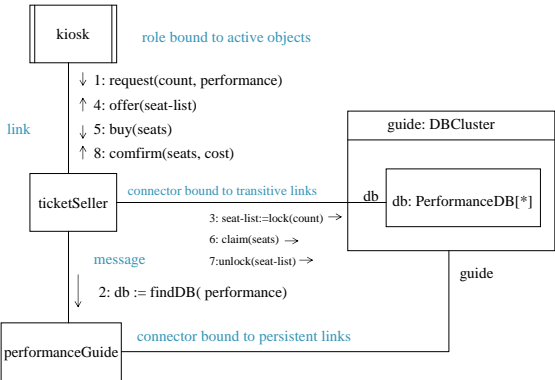 kiosk
role bound to active objects
1: request(count, performance)
4: offer(seat-list)
link
5: buy(seats)
8: comfirm(seats, cost)
guide: DBCluster
ticketSeller
connector bound to transitive links
db
db: PerformanceDB[*]
3: seat-list:=lock(count)
6: claim(seats)
7:unlock(seat-list)
message
guide
2: db := findDB( performance)
performanceGuide
connector bound to persistent links